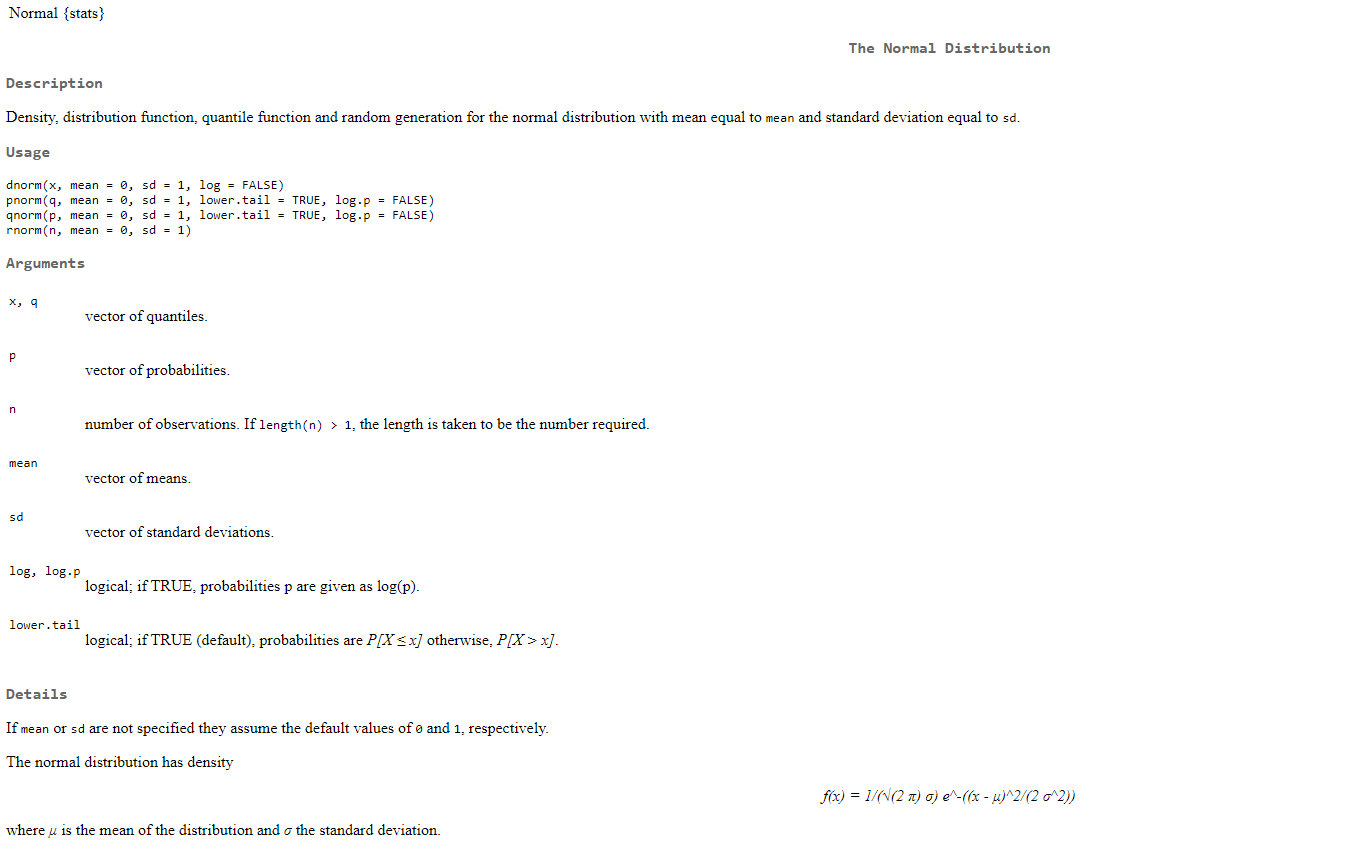 Normal {stats}
The Normal Distribution
Description
Density, distribution function, quantile function and random generation for the normal distribution with mean equal to mean and standard deviation equal to sd.
Usage
dnorm(x, mean = 0, sd = 1, log = FALSE)
pnorm(q, mean = 0, sd = 1, lower.tail = TRUE, log.p = FALSE)
qnorm(p, mean = 0, sd = 1, lower.tail = TRUE, log.p = FALSE)
rnorm(n, mean = 0, sd = 1)
Arguments
x, q
vector of quantiles.
p
vector of probabilities.
n
number of observations. If length(n) > 1, the length is taken to be the number required.
mean
vector of means.
sd
vector of standard deviations.
log, log.p
logical; if TRUE, probabilities p are given as log(p).
lower.tail
logical; if TRUE (default), probabilities are P[X ≤ x] otherwise, P[X > x].
Details
If mean or sd are not specified they assume the default values of 0 and 1, respectively.
The normal distribution has density
f(x) = 1/(√(2 π) σ) e^-((x - μ)^2/(2 σ^2))
where μ is the mean of the distribution and σ the standard deviation.